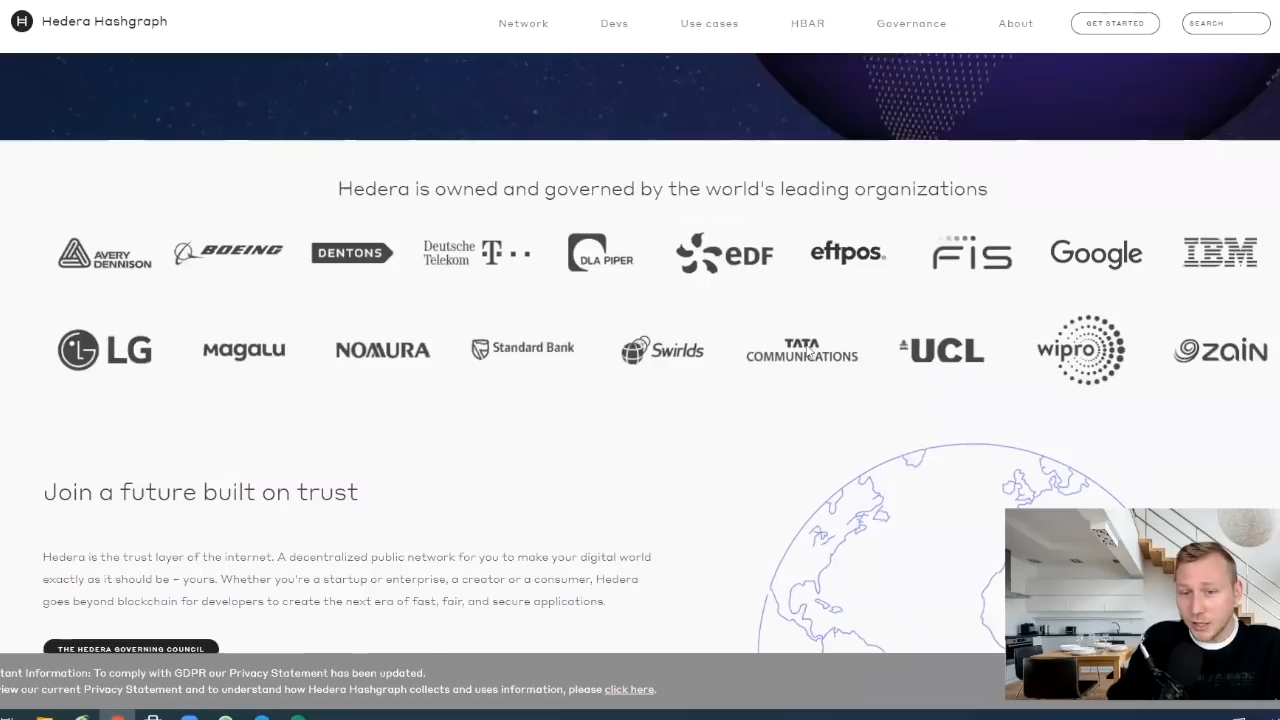 Hedera Hashgraph
Network Devs Use cases HBAR Governance About GET STARTED SEARCH
Hedera is owned and governed by the world's leading organizations
AVERY DENNISON BOEING DENTONS Deutsche Telekom T DLA PIPER eDF eftpos. FIS Google IBM
LG MAGALU NOMURA Standard Bank Swirlds TATA COMMUNICATIONS UCL wipro zain
Join a future built on trust
Hedera is the trust layer of the internet. A decentralized public network for you to make your digital world
exactly as it should be – yours. Whether you're a startup or enterprise, a creator or a consumer, Hedera
goes beyond blockchain for developers to create the next era of fast, fair, and secure applications.
THE HEDERA GOVERNING COUNCIL
tant Information: To comply with GDPR our Privacy Statement has been updated.
iew our current Privacy Statement and to understand how Hedera Hashgraph collects and uses information, please click here.